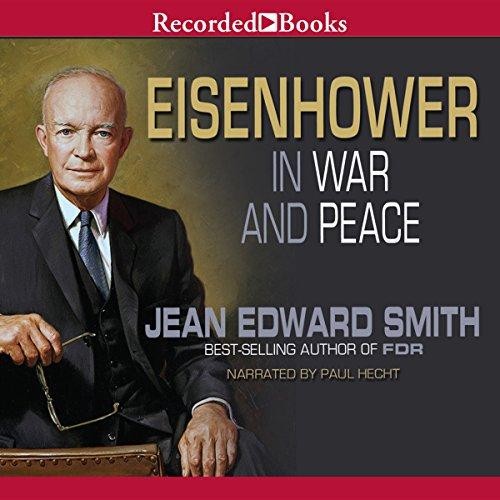 Recorded Books
EISENHOWER
IN WAR
AND PEACE
JEAN EDWARD SMITH
BEST-SELLING AUTHOR OF FDR
NARRATED BY PAUL HECHT